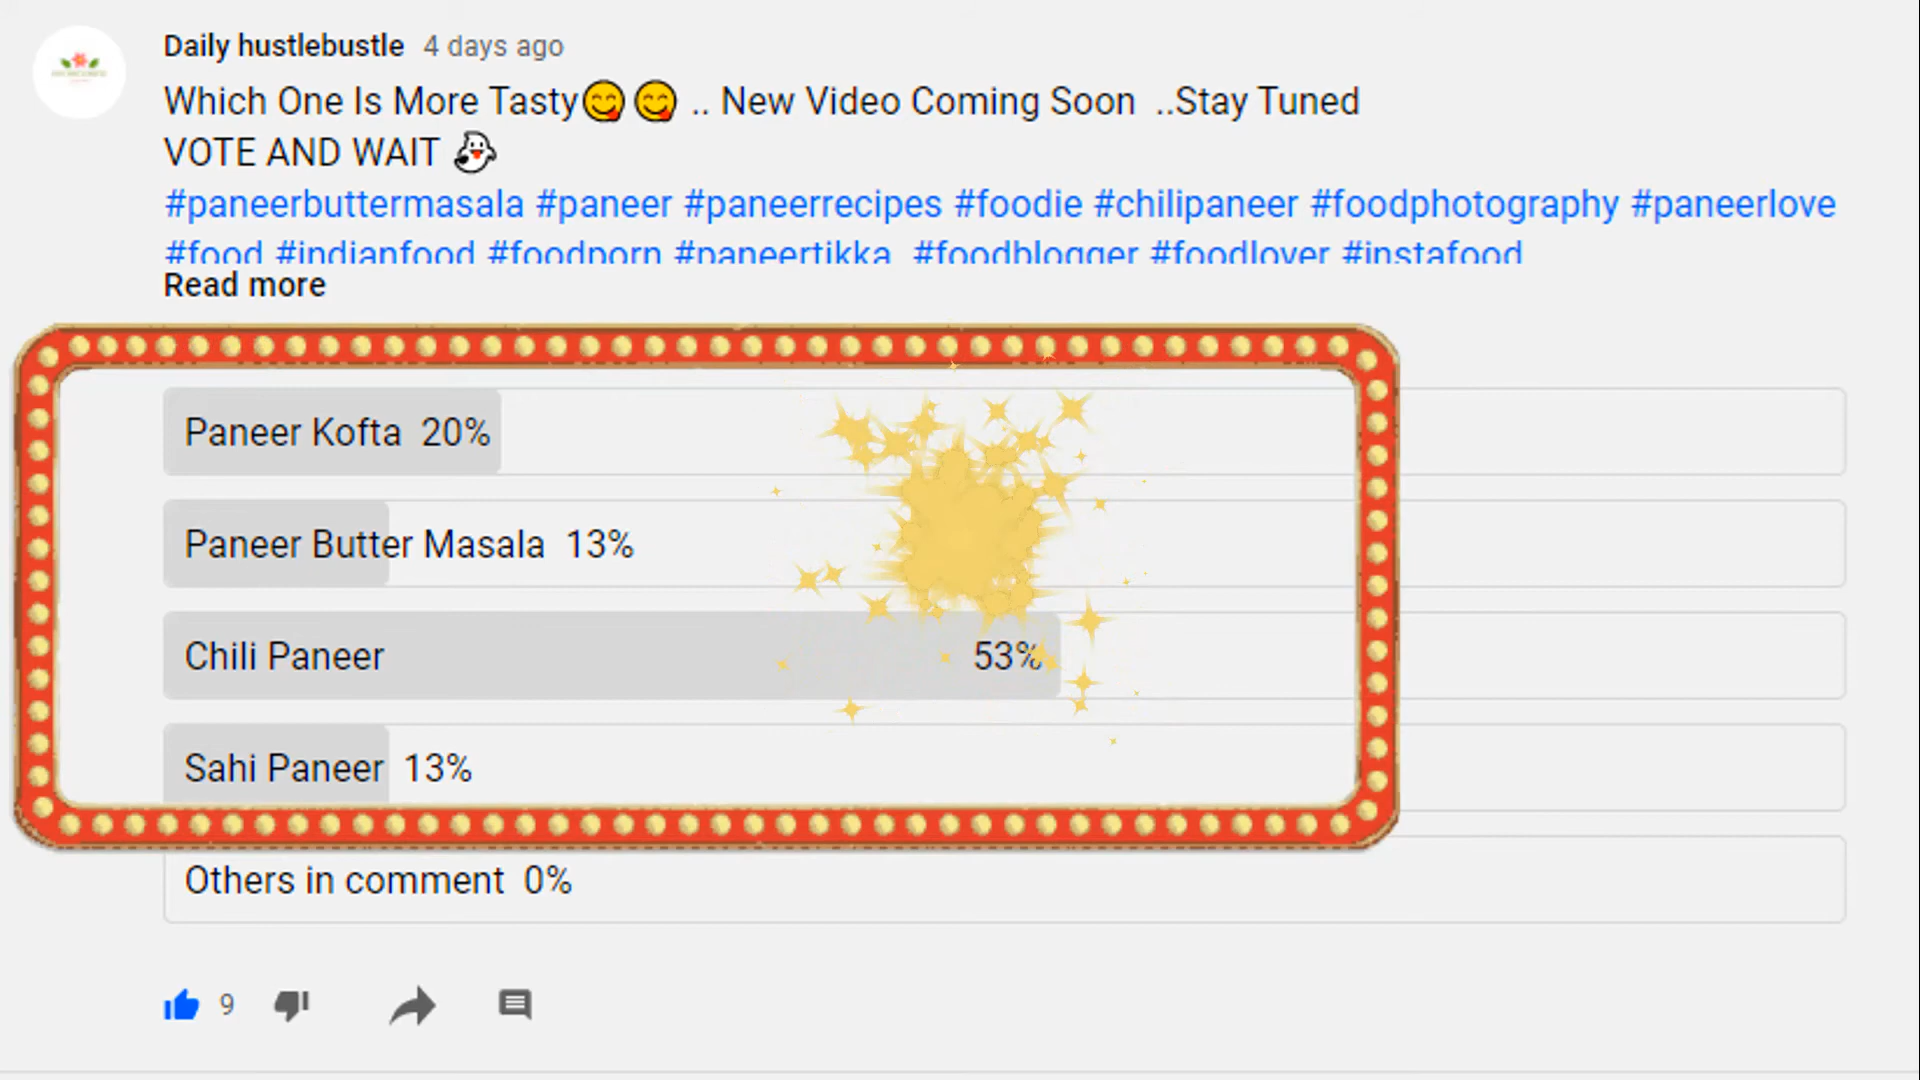 Daily hustlebustle 4 days ago
Which One Is More Tasty😋😋 .. New Video Coming Soon ..Stay Tuned
VOTE AND WAIT 👻
#paneerbuttermasala #paneer #paneerrecipes #foodie #chilipaneer #foodphotography #paneerlove
#food #indianfood #foodporn #paneertikka #foodblogger #foodlover #instafood
Read more
Paneer Kofta 20%
Paneer Butter Masala 13%
Chili Paneer 53%
Sahi Paneer 13%
Others in comment 0%
9